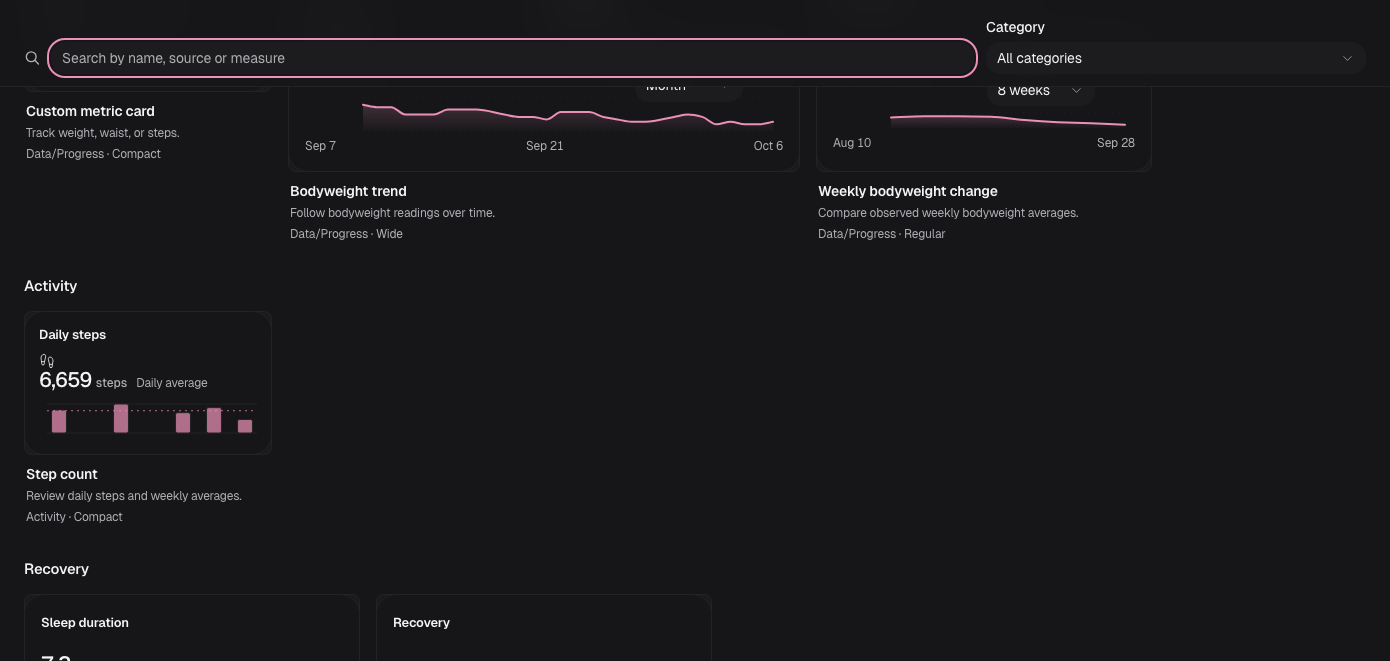 Category
Search by name, source or measure
All categories
Month
8 weeks
Custom metric card
Track weight, waist, or steps.
Data/Progress · Compact
Sep 7
Sep 21
Oct 6
Aug 10
Sep 28
Bodyweight trend
Follow bodyweight readings over time.
Data/Progress · Wide
Weekly bodyweight change
Compare observed weekly bodyweight averages.
Data/Progress · Regular
Activity
Daily steps
6,659 steps Daily average
Step count
Review daily steps and weekly averages.
Activity · Compact
Recovery
Sleep duration
Recovery